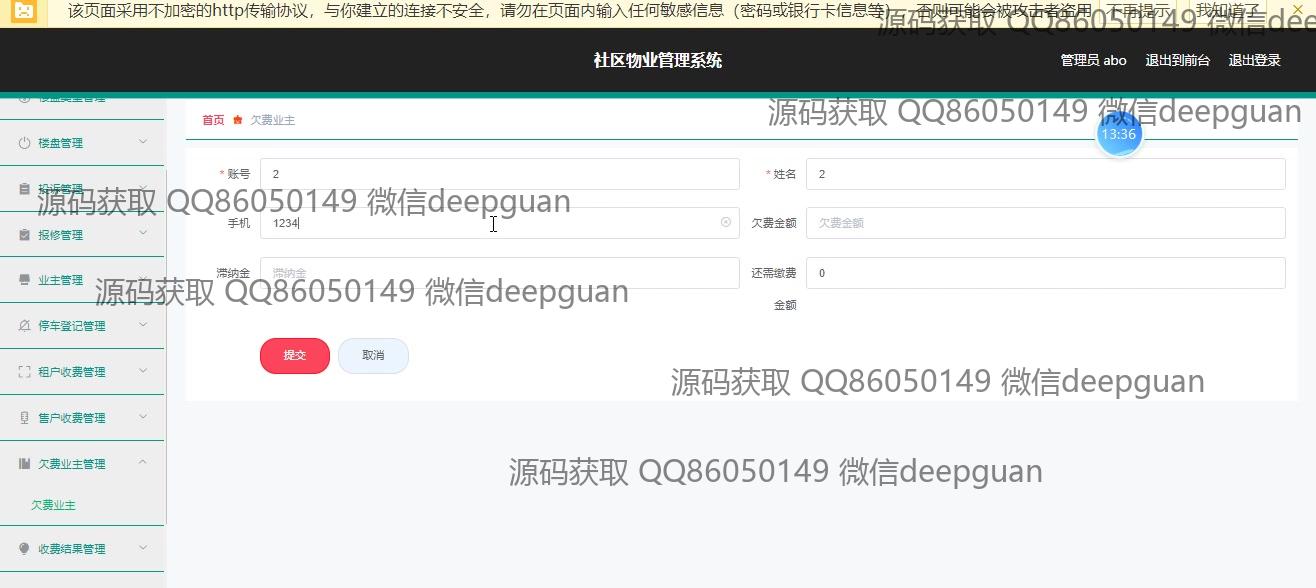 该页面采用不加密的http传输协议，与你建立的连接不安全，请勿在页面内输入任何敏感信息（密码或银行卡信息等），否则可能会被攻击者盗用 不再提示 我知道了
源码获取 QQ86050149 微信dee
社区物业管理系统
管理员 abo 退出到前台 退出登录
楼盘类型管理
首页 欠费业主
源码获取 QQ86050149 微信deepguan
13:36
楼盘管理
* 账号 2
* 姓名 2
投诉管理
源码获取 QQ86050149 微信deepguan
手机 1234
欠费金额 欠费金额
报修管理
滞纳金 滞纳金
还需缴费金额 0
业主管理
源码获取 QQ86050149 微信deepguan
停车登记管理
提交 取消
租户收费管理
源码获取 QQ86050149 微信deepguan
售户收费管理
欠费业主管理
源码获取 QQ86050149 微信deepguan
欠费业主
收费结果管理